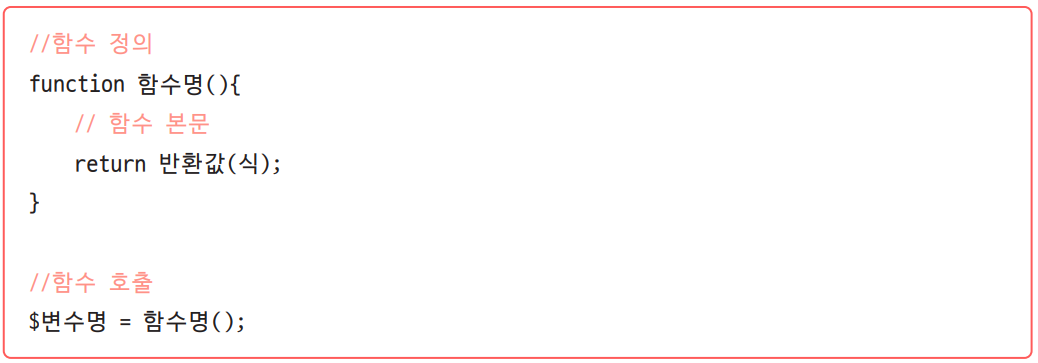 //함수 정의
function 함수명(){
    // 함수 본문
    return 반환값(식);
}
//함수 호출
$변수명 = 함수명();